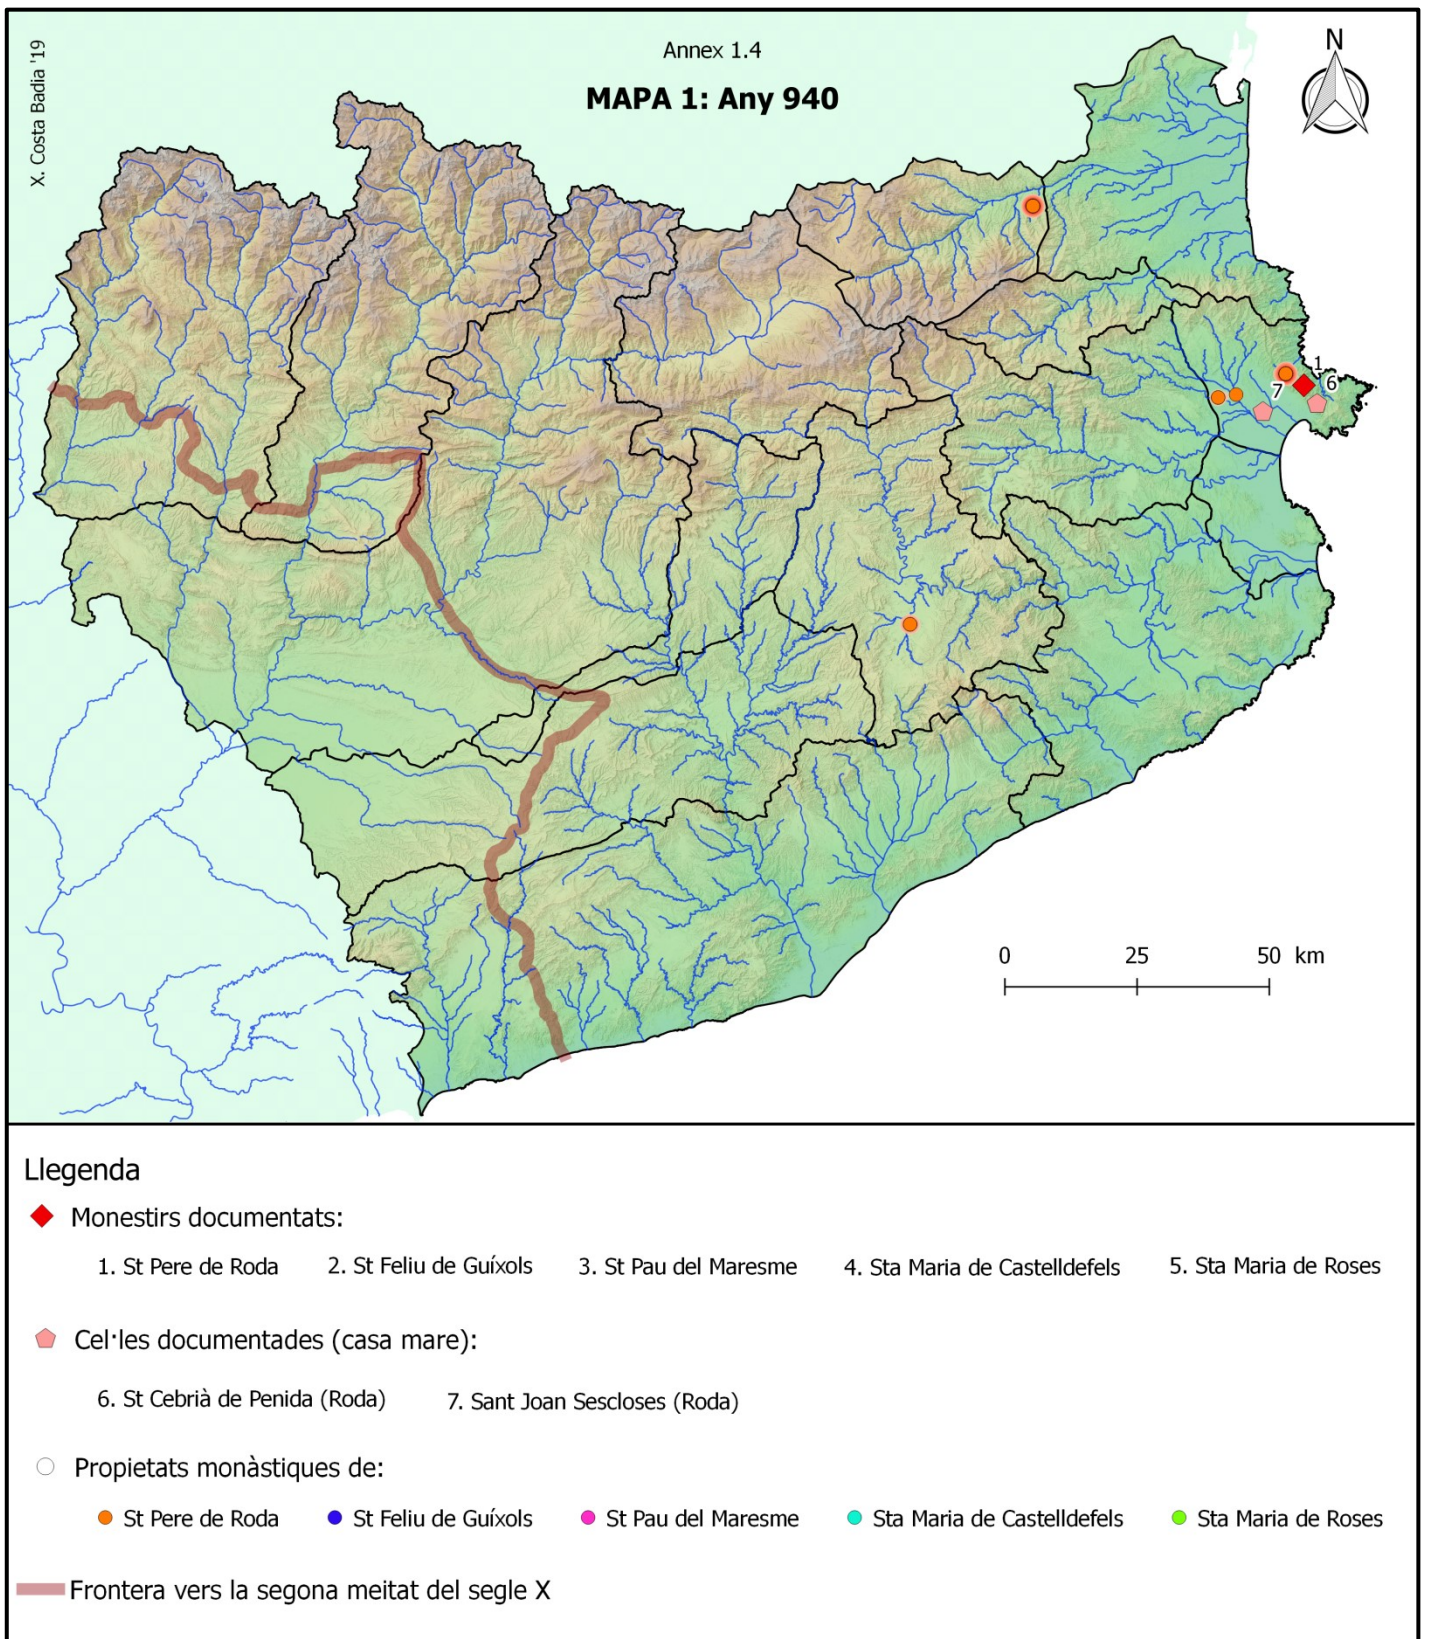 X. Costa Badia '19
Annex 1.4
MAPA 1: Any 940
N
1
6
7
0 25 50 km
Llegenda
Monestirs documentats:
1. St Pere de Roda 2. St Feliu de Guíxols 3. St Pau del Maresme 4. Sta Maria de Castelldefels 5. Sta Maria de Roses
Cel·les documentades (casa mare):
6. St Cebrià de Penida (Roda) 7. Sant Joan Sescloses (Roda)
Propietats monàstiques de:
St Pere de Roda St Feliu de Guíxols St Pau del Maresme Sta Maria de Castelldefels Sta Maria de Roses
Frontera vers la segona meitat del segle X